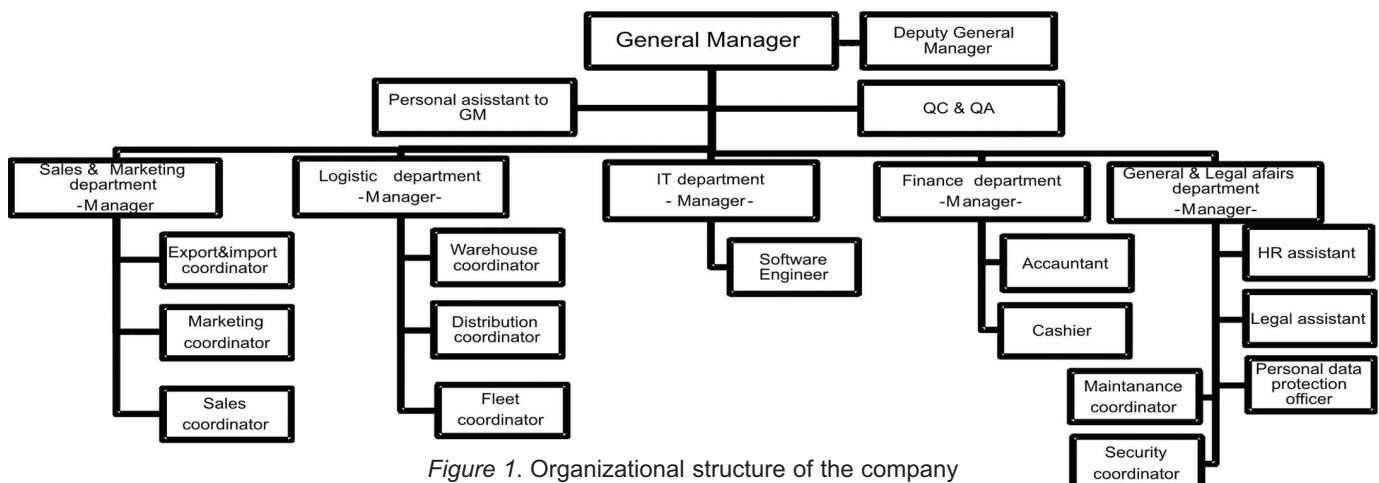 General Manager
Deputy General
Manager
Personal asisstant to
GM
QC & QA
Sales & Marketing
department
-Manager
Logistic department
-Manager-
IT department
- Manager-
Finance department
-Manager-
General & Legal afairs
department
-Manager-
Export&import
coordinator
Marketing
coordinator
Sales
coordinator
Warehouse
coordinator
Distribution
coordinator
Fleet
coordinator
Software
Engineer
Accauntant
Cashier
HR assistant
Legal assistant
Personal data
protection
officer
Maintanance
coordinator
Security
coordinator
Figure 1. Organizational structure of the company